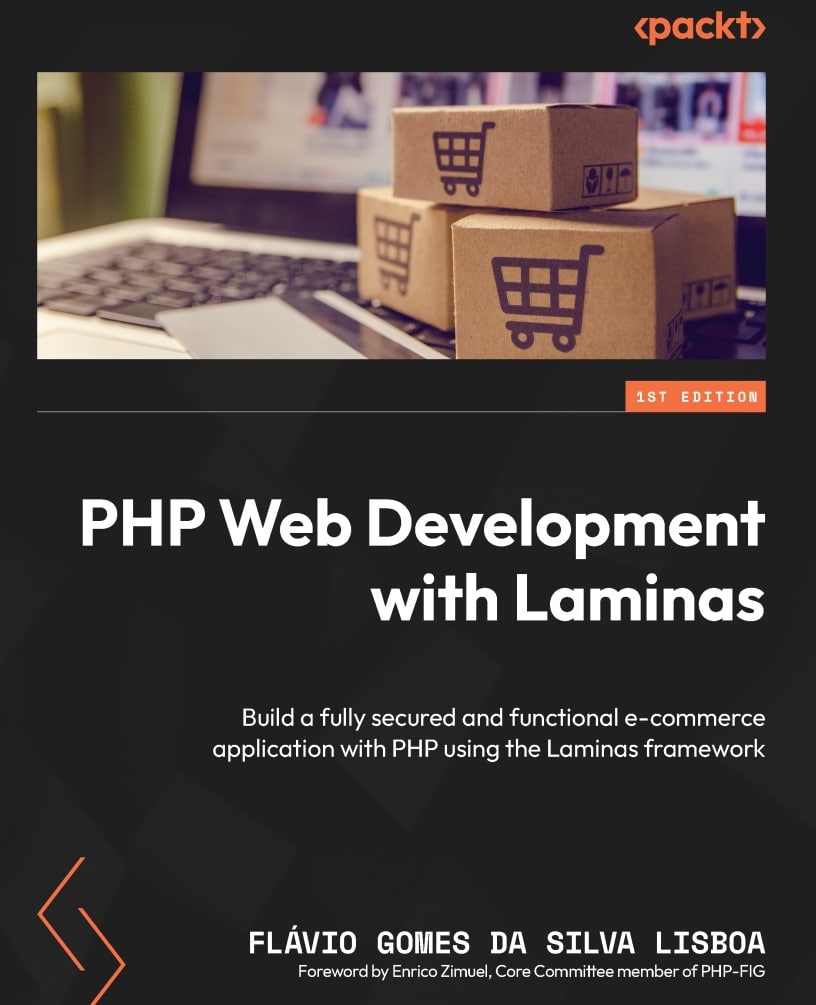 <packt>
1ST EDITION
PHP Web Development
with Laminas
Build a fully secured and functional e-commerce
application with PHP using the Laminas framework
FLÁVIO GOMES DA SILVA LISBOA
Foreword by Enrico Zimuel, Core Committee member of PHP-FIG